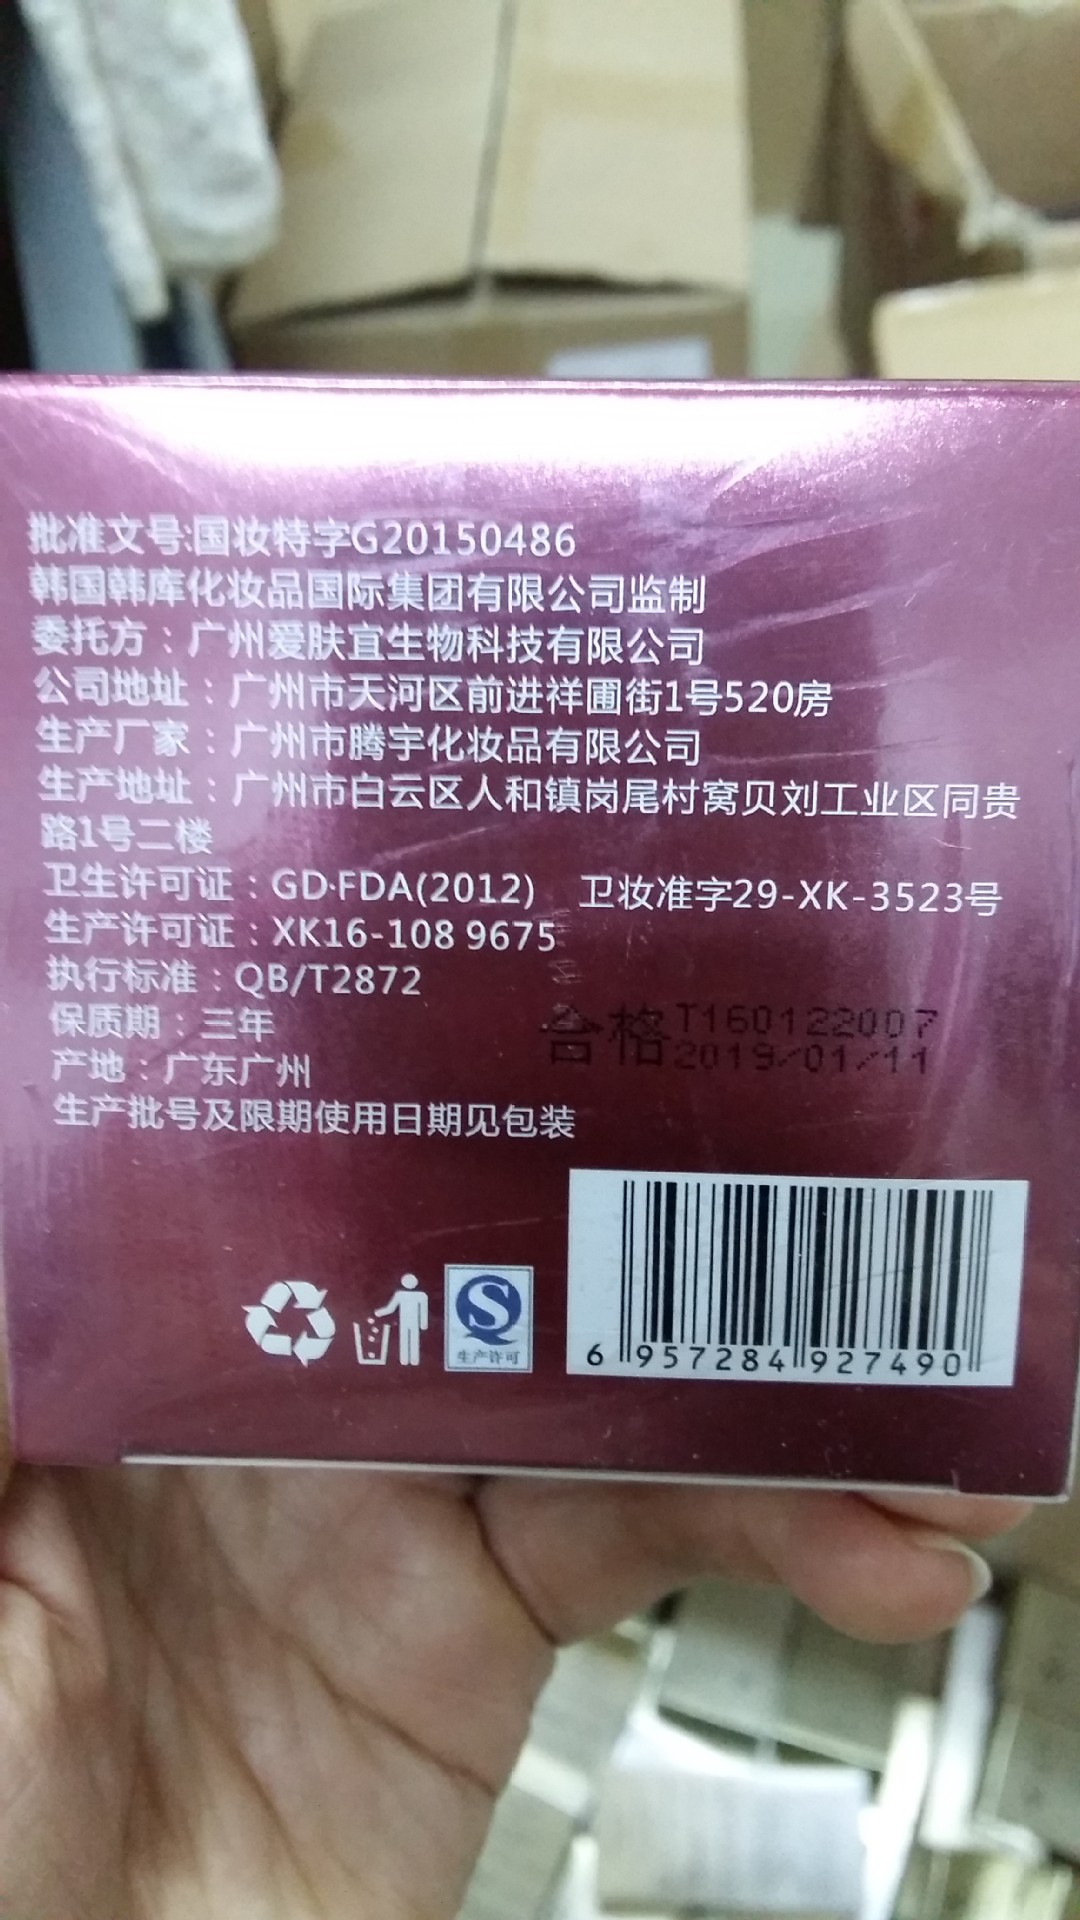 批准文号:国妆特字G20150486
韩国韩库化妆品国际集团有限公司监制
委托方：广州爱肤宜生物科技有限公司
公司地址：广州市天河区前进祥圃街1号520房
生产厂家：广州市腾宇化妆品有限公司
生产地址：广州市白云区人和镇岗尾村窝贝刘工业区同贵
路1号二楼
卫生许可证：GD·FDA(2012) 卫妆准字29-XK-3523号
生产许可证：XK16-108 9675
执行标准：QB/T2872
保质期：三年
合格 T160122007
2019/01/11
产地：广东广州
生产批号及限期使用日期见包装
生产许可
6 957284 927490